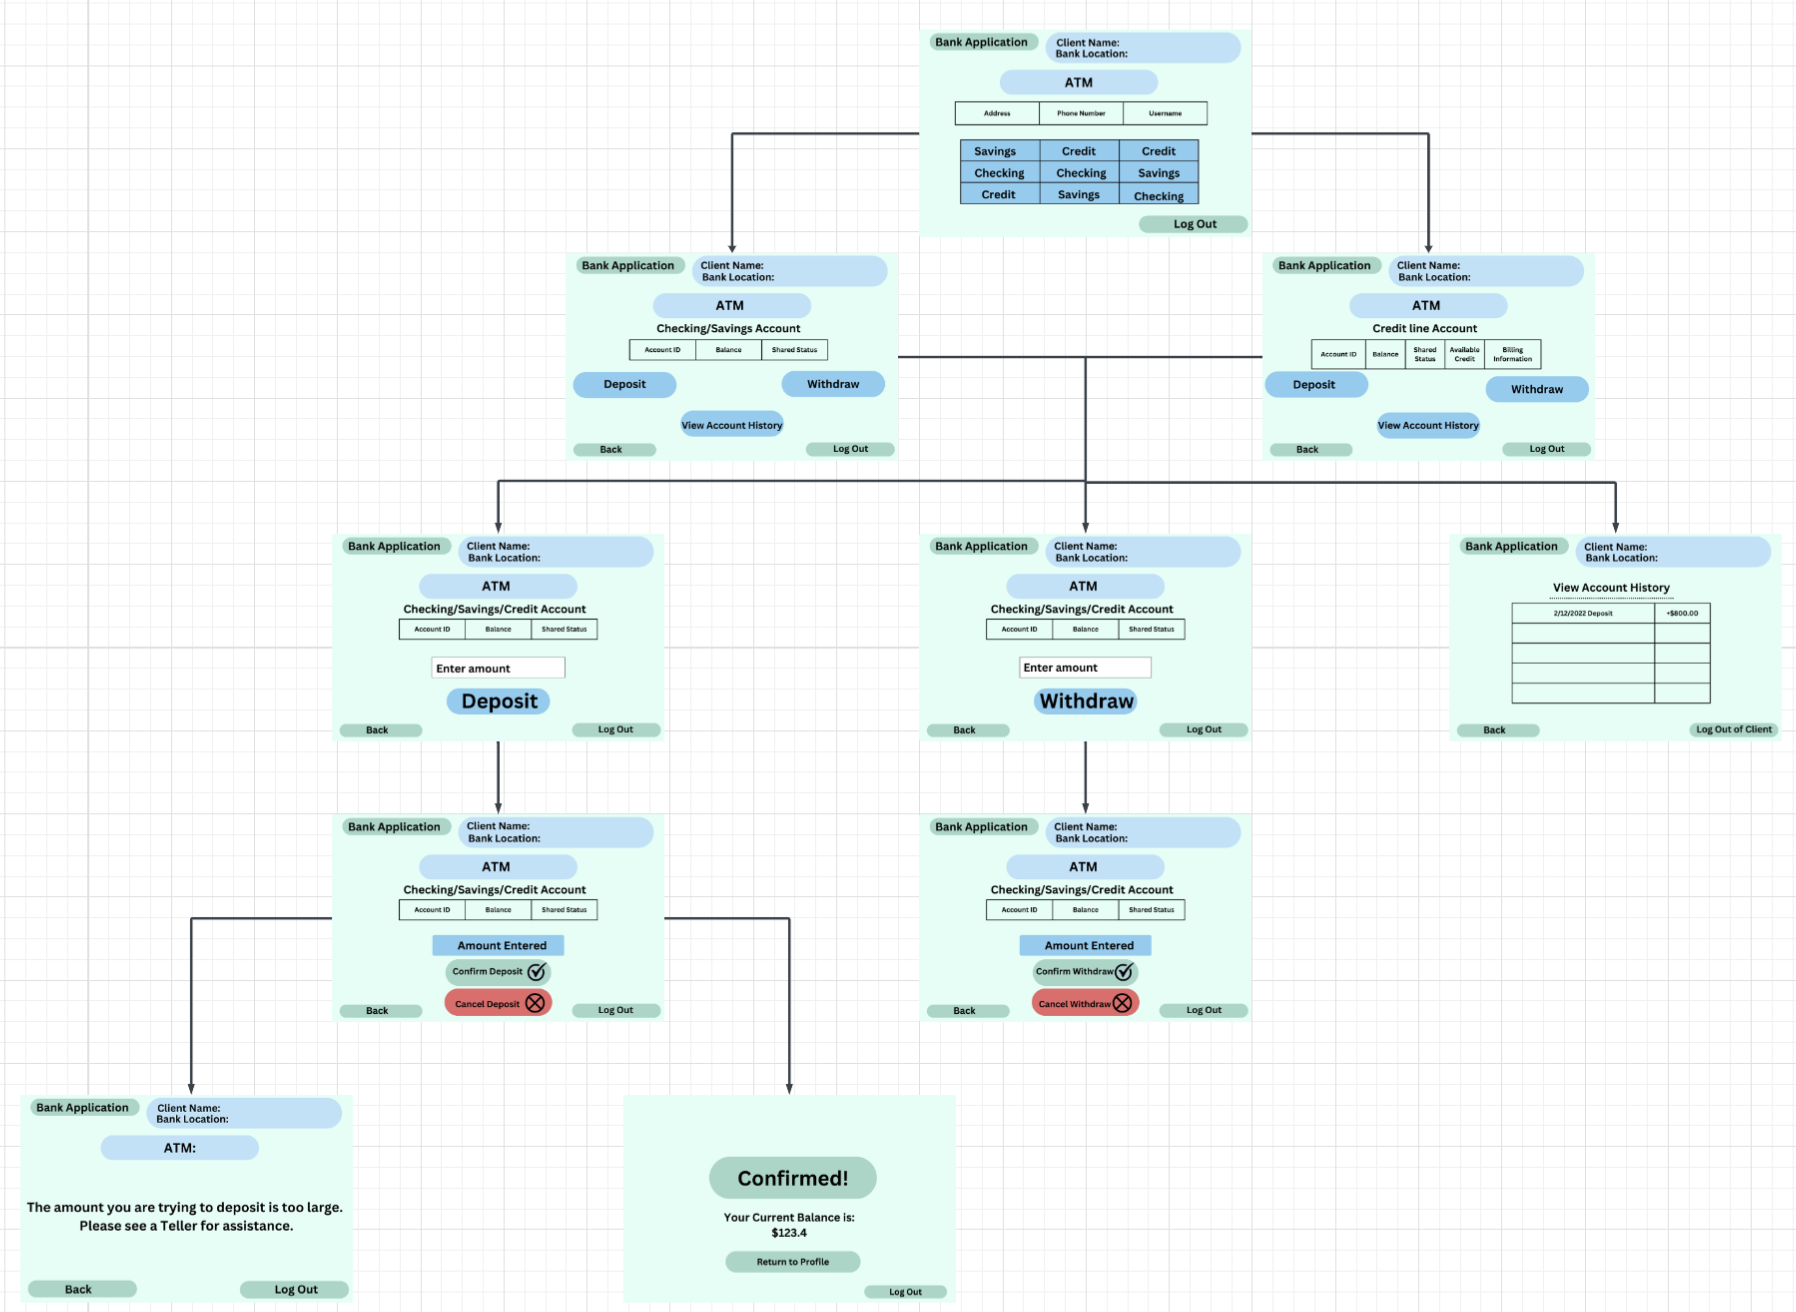 Bank Application
Client Name:
Bank Location:
ATM
Address Phone Number Username
Savings Credit Credit
Checking Checking Savings
Credit Savings Checking
Log Out
Bank Application
Client Name:
Bank Location:
ATM
Checking/Savings Account
Account ID Balance Shared Status
Deposit Withdraw
View Account History
Back Log Out
Bank Application
Client Name:
Bank Location:
ATM
Credit line Account
Account ID Balance Shared Status Available Credit Billing Information
Deposit Withdraw
View Account History
Back Log Out
Bank Application
Client Name:
Bank Location:
ATM
Checking/Savings/Credit Account
Account ID Balance Shared Status
Enter amount
Deposit
Back Log Out
Bank Application
Client Name:
Bank Location:
ATM
Checking/Savings/Credit Account
Account ID Balance Shared Status
Enter amount
Withdraw
Back Log Out
Bank Application
Client Name:
Bank Location:
View Account History
2/12/2022 Deposit +$800.00
Back Log Out of Client
Bank Application
Client Name:
Bank Location:
ATM
Checking/Savings/Credit Account
Account ID Balance Shared Status
Amount Entered
Confirm Deposit
Cancel Deposit
Back Log Out
Bank Application
Client Name:
Bank Location:
ATM
Checking/Savings/Credit Account
Account ID Balance Shared Status
Amount Entered
Confirm Withdraw
Cancel Withdraw
Back Log Out
Bank Application
Client Name:
Bank Location:
ATM:
The amount you are trying to deposit is too large.
Please see a Teller for assistance.
Back Log Out
Confirmed!
Your Current Balance is:
$123.4
Return to Profile
Log Out